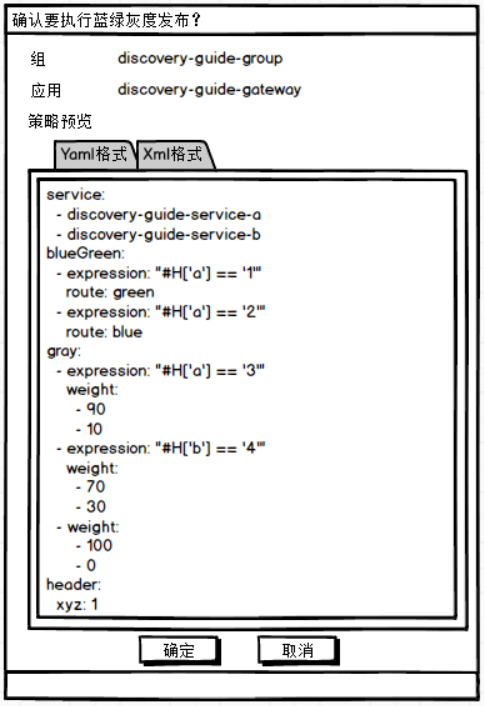 确认要执行蓝绿灰度发布？
组 discovery-guide-group
应用 discovery-guide-gateway
策略预览
Yaml格式 Xml格式
service:
- discovery-guide-service-a
- discovery-guide-service-b
blueGreen:
- expression: "#H['a'] == '1'"
route: green
- expression: "#H['a'] == '2'"
route: blue
gray:
- expression: "#H['a'] == '3'"
weight:
- 90
- 10
- expression: "#H['b'] == '4'"
weight:
- 70
- 30
- weight:
- 100
- 0
header:
xyz: 1
确定 取消